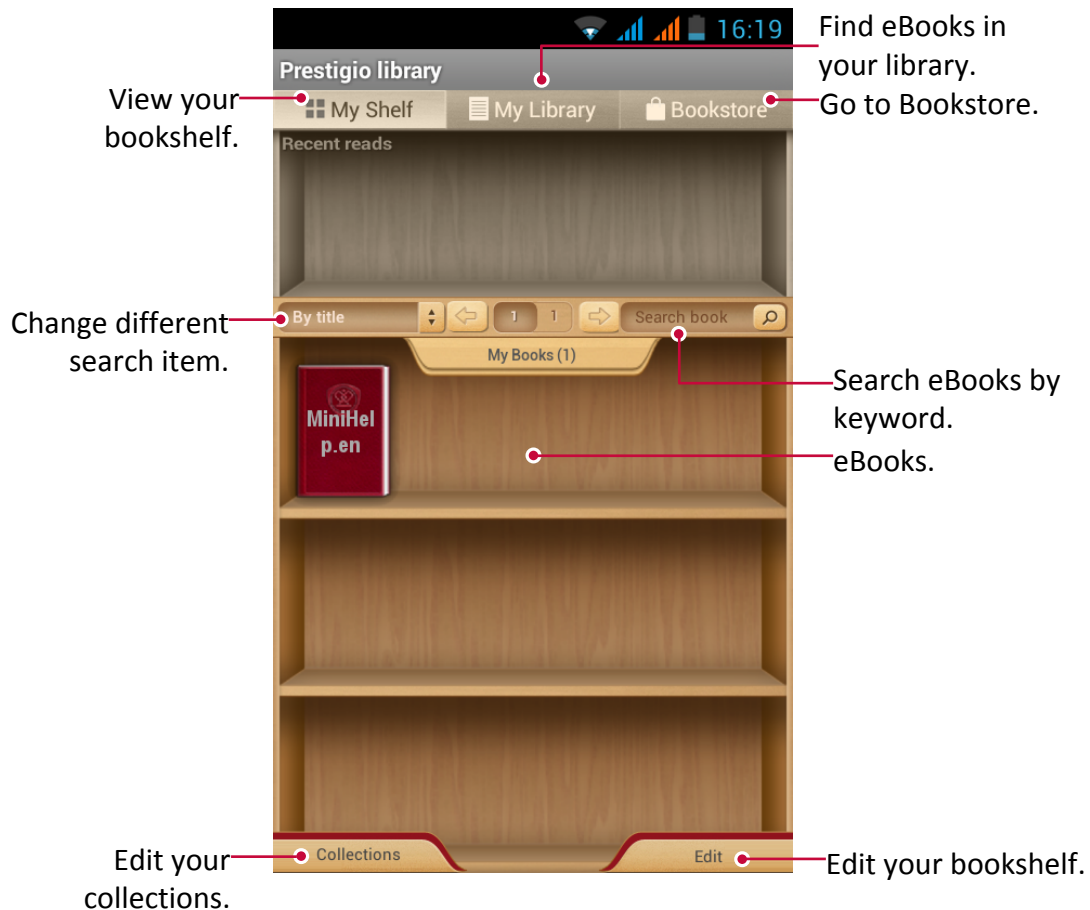 16:19
Find eBooks in
your library.
Prestigio library
View your
bookshelf.
My Shelf
My Library
Bookstore
Go to Bookstore.
Recent reads
Change different
search item.
By title
1
1
Search book
My Books (1)
MiniHel
p.en
Search eBooks by
keyword.
eBooks.
Edit your
collections.
Collections
Edit
Edit your bookshelf.